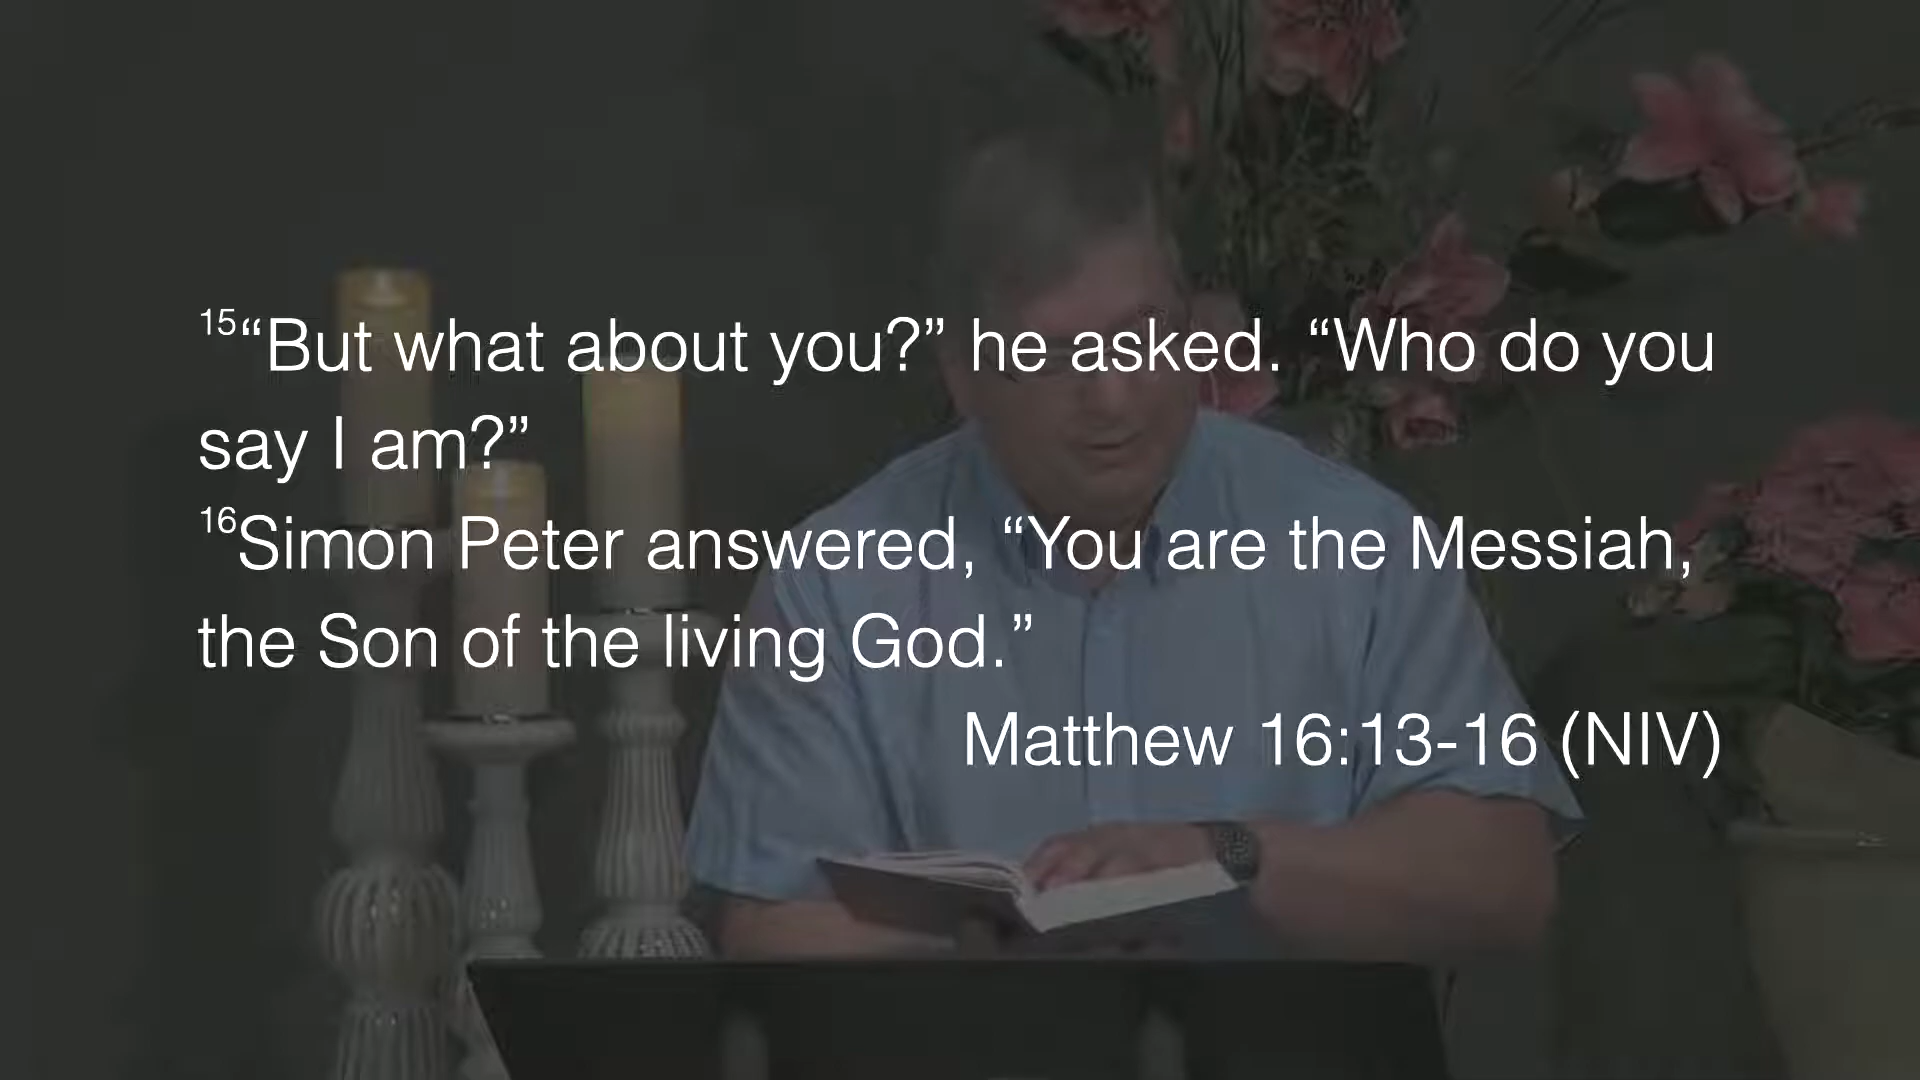 ¹⁵“But what about you?” he asked. “Who do you
say I am?”
¹⁶Simon Peter answered, “You are the Messiah,
the Son of the living God.”
Matthew 16:13-16 (NIV)